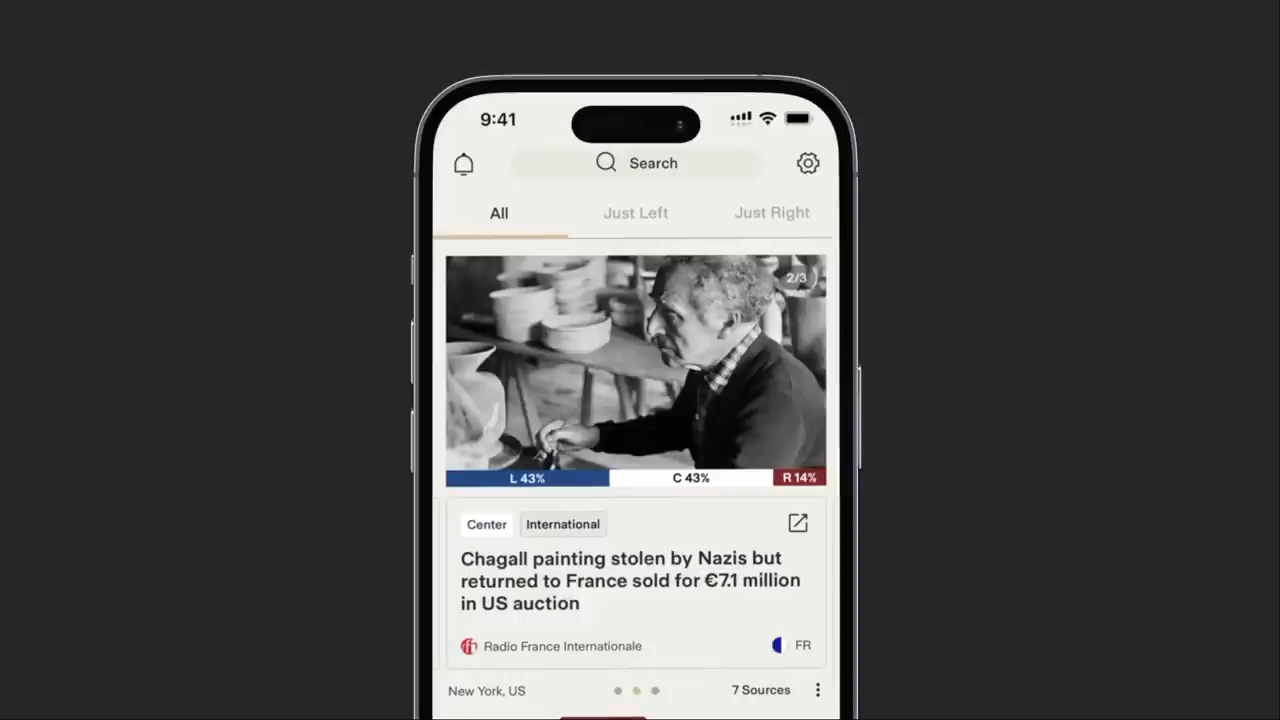 9:41
Search
All
Just Left
Just Right
2/3
L 43%
C 43%
R 14%
Center
International
Chagall painting stolen by Nazis but
returned to France sold for €7.1 million
in US auction
Radio France Internationale
FR
New York, US
7 Sources